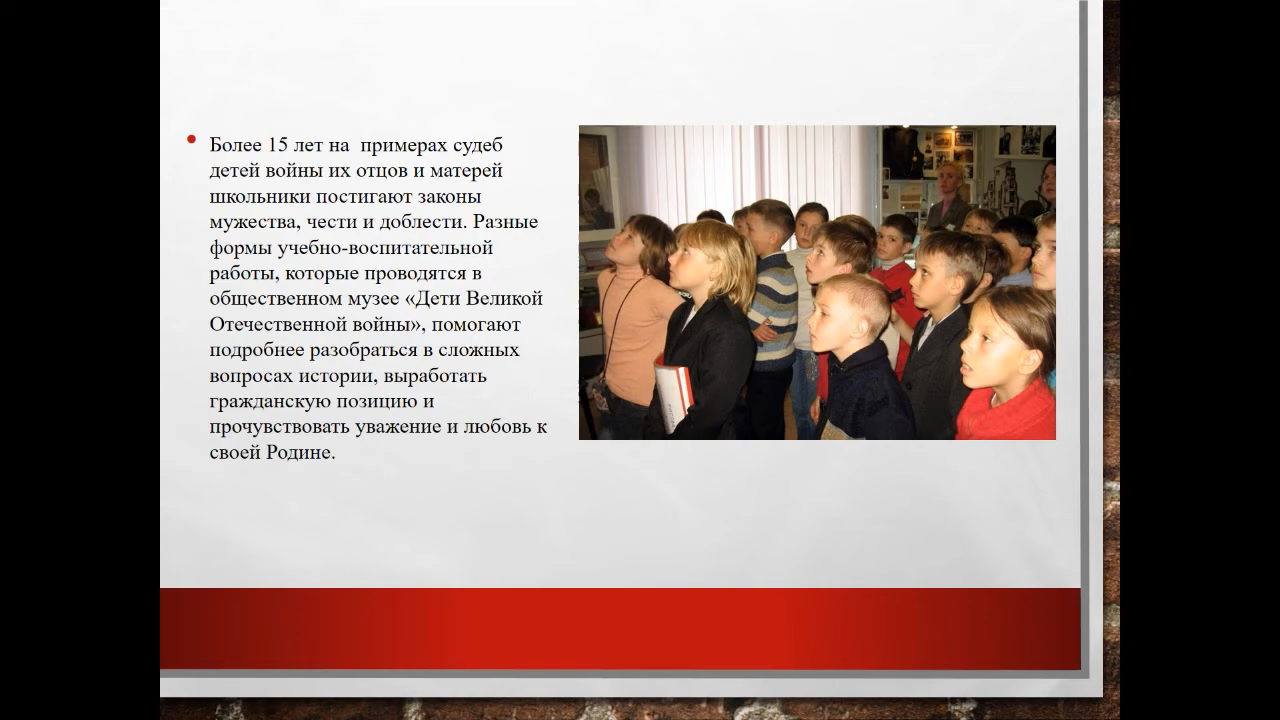 Более 15 лет на  примерах судеб
детей войны их отцов и матерей
школьники постигают законы
мужества, чести и доблести. Разные
формы учебно-воспитательной
работы, которые проводятся в
общественном музее «Дети Великой
Отечественной войны», помогают
подробнее разобраться в сложных
вопросах истории, выработать
гражданскую позицию и
прочувствовать уважение и любовь к
своей Родине.